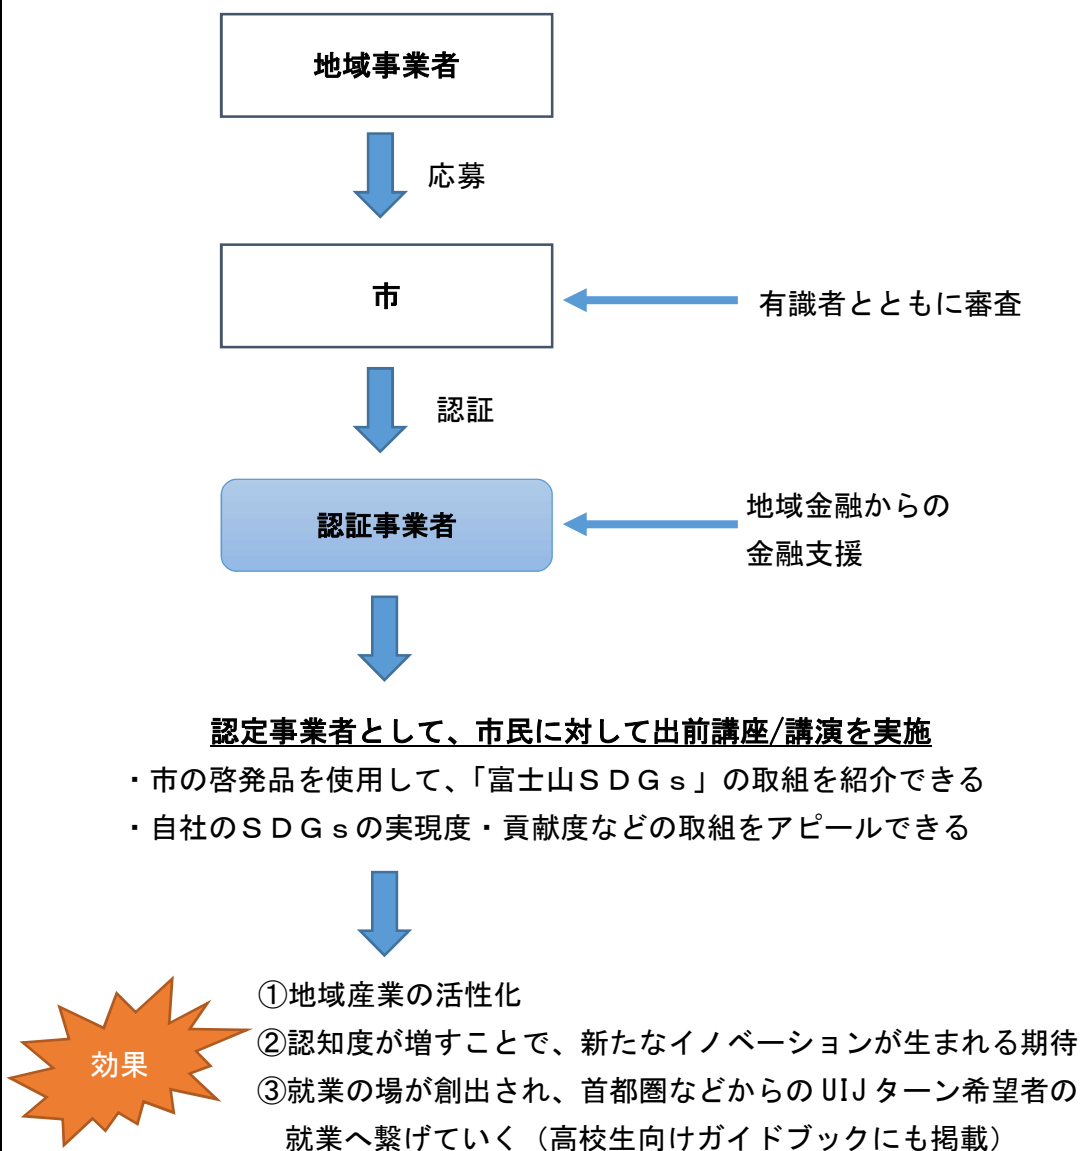 地域事業者
応募
市
有識者とともに審査
認証
認証事業者
地域金融からの
金融支援
認定事業者として、市民に対して出前講座/講演を実施
・市の啓発品を使用して、「富士山ＳＤＧｓ」の取組を紹介できる
・自社のＳＤＧｓの実現度・貢献度などの取組をアピールできる
効果
①地域産業の活性化
②認知度が増すことで、新たなイノベーションが生まれる期待
③就業の場が創出され、首都圏などからの UIJ ターン希望者の
就業へ繋げていく（高校生向けガイドブックにも掲載）